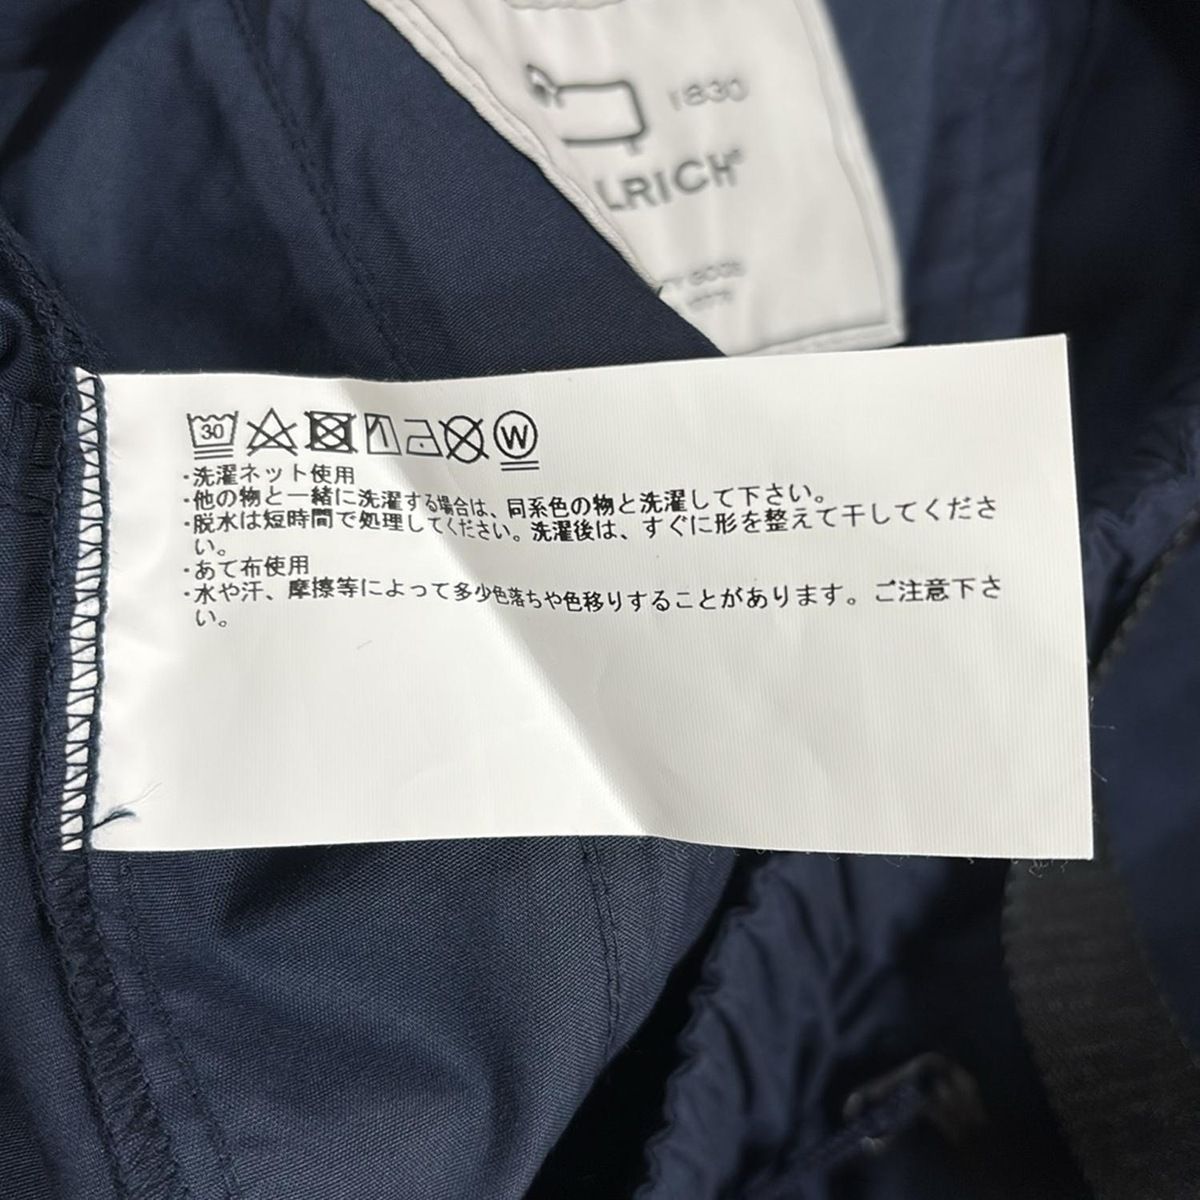 1830
LRICH®
30
W
・洗濯ネット使用
・他の物と一緒に洗濯する場合は、同系色の物と洗濯して下さい。
・脱水は短時間で処理してください。洗濯後は、すぐに形を整えて干してくださ
い。
・あて布使用
・水や汗、摩擦等によって多少色落ちや色移りすることがあります。ご注意下さ
い。